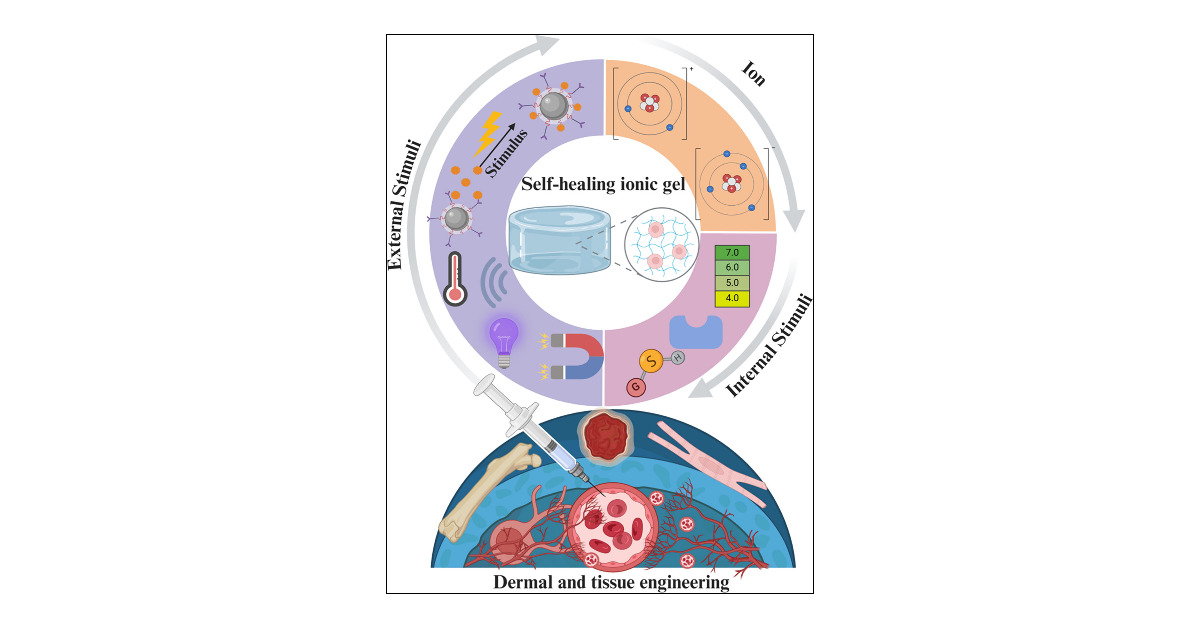 Ion
+
-
External Stimuli
Stimulus
Self-healing ionic gel
7.0
6.0
5.0
4.0
S
H
G
Internal Stimuli
Dermal and tissue engineering